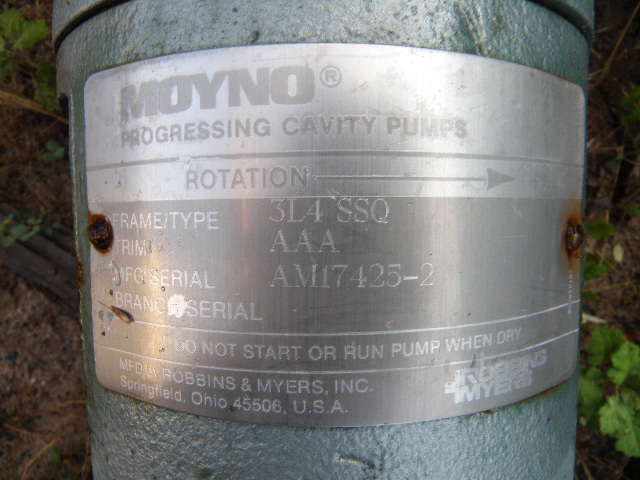 MOYNO®
PROGRESSING CAVITY PUMPS
ROTATION
FRAME/TYPE 3L4 SSQ
TRIM AAA
MFG SERIAL AM17425-2
BRANCH SERIAL
DO NOT START OR RUN PUMP WHEN DRY
MFD by ROBBINS & MYERS, INC.
Springfield, Ohio 45506, U.S.A.
ROBBINS
MYERS